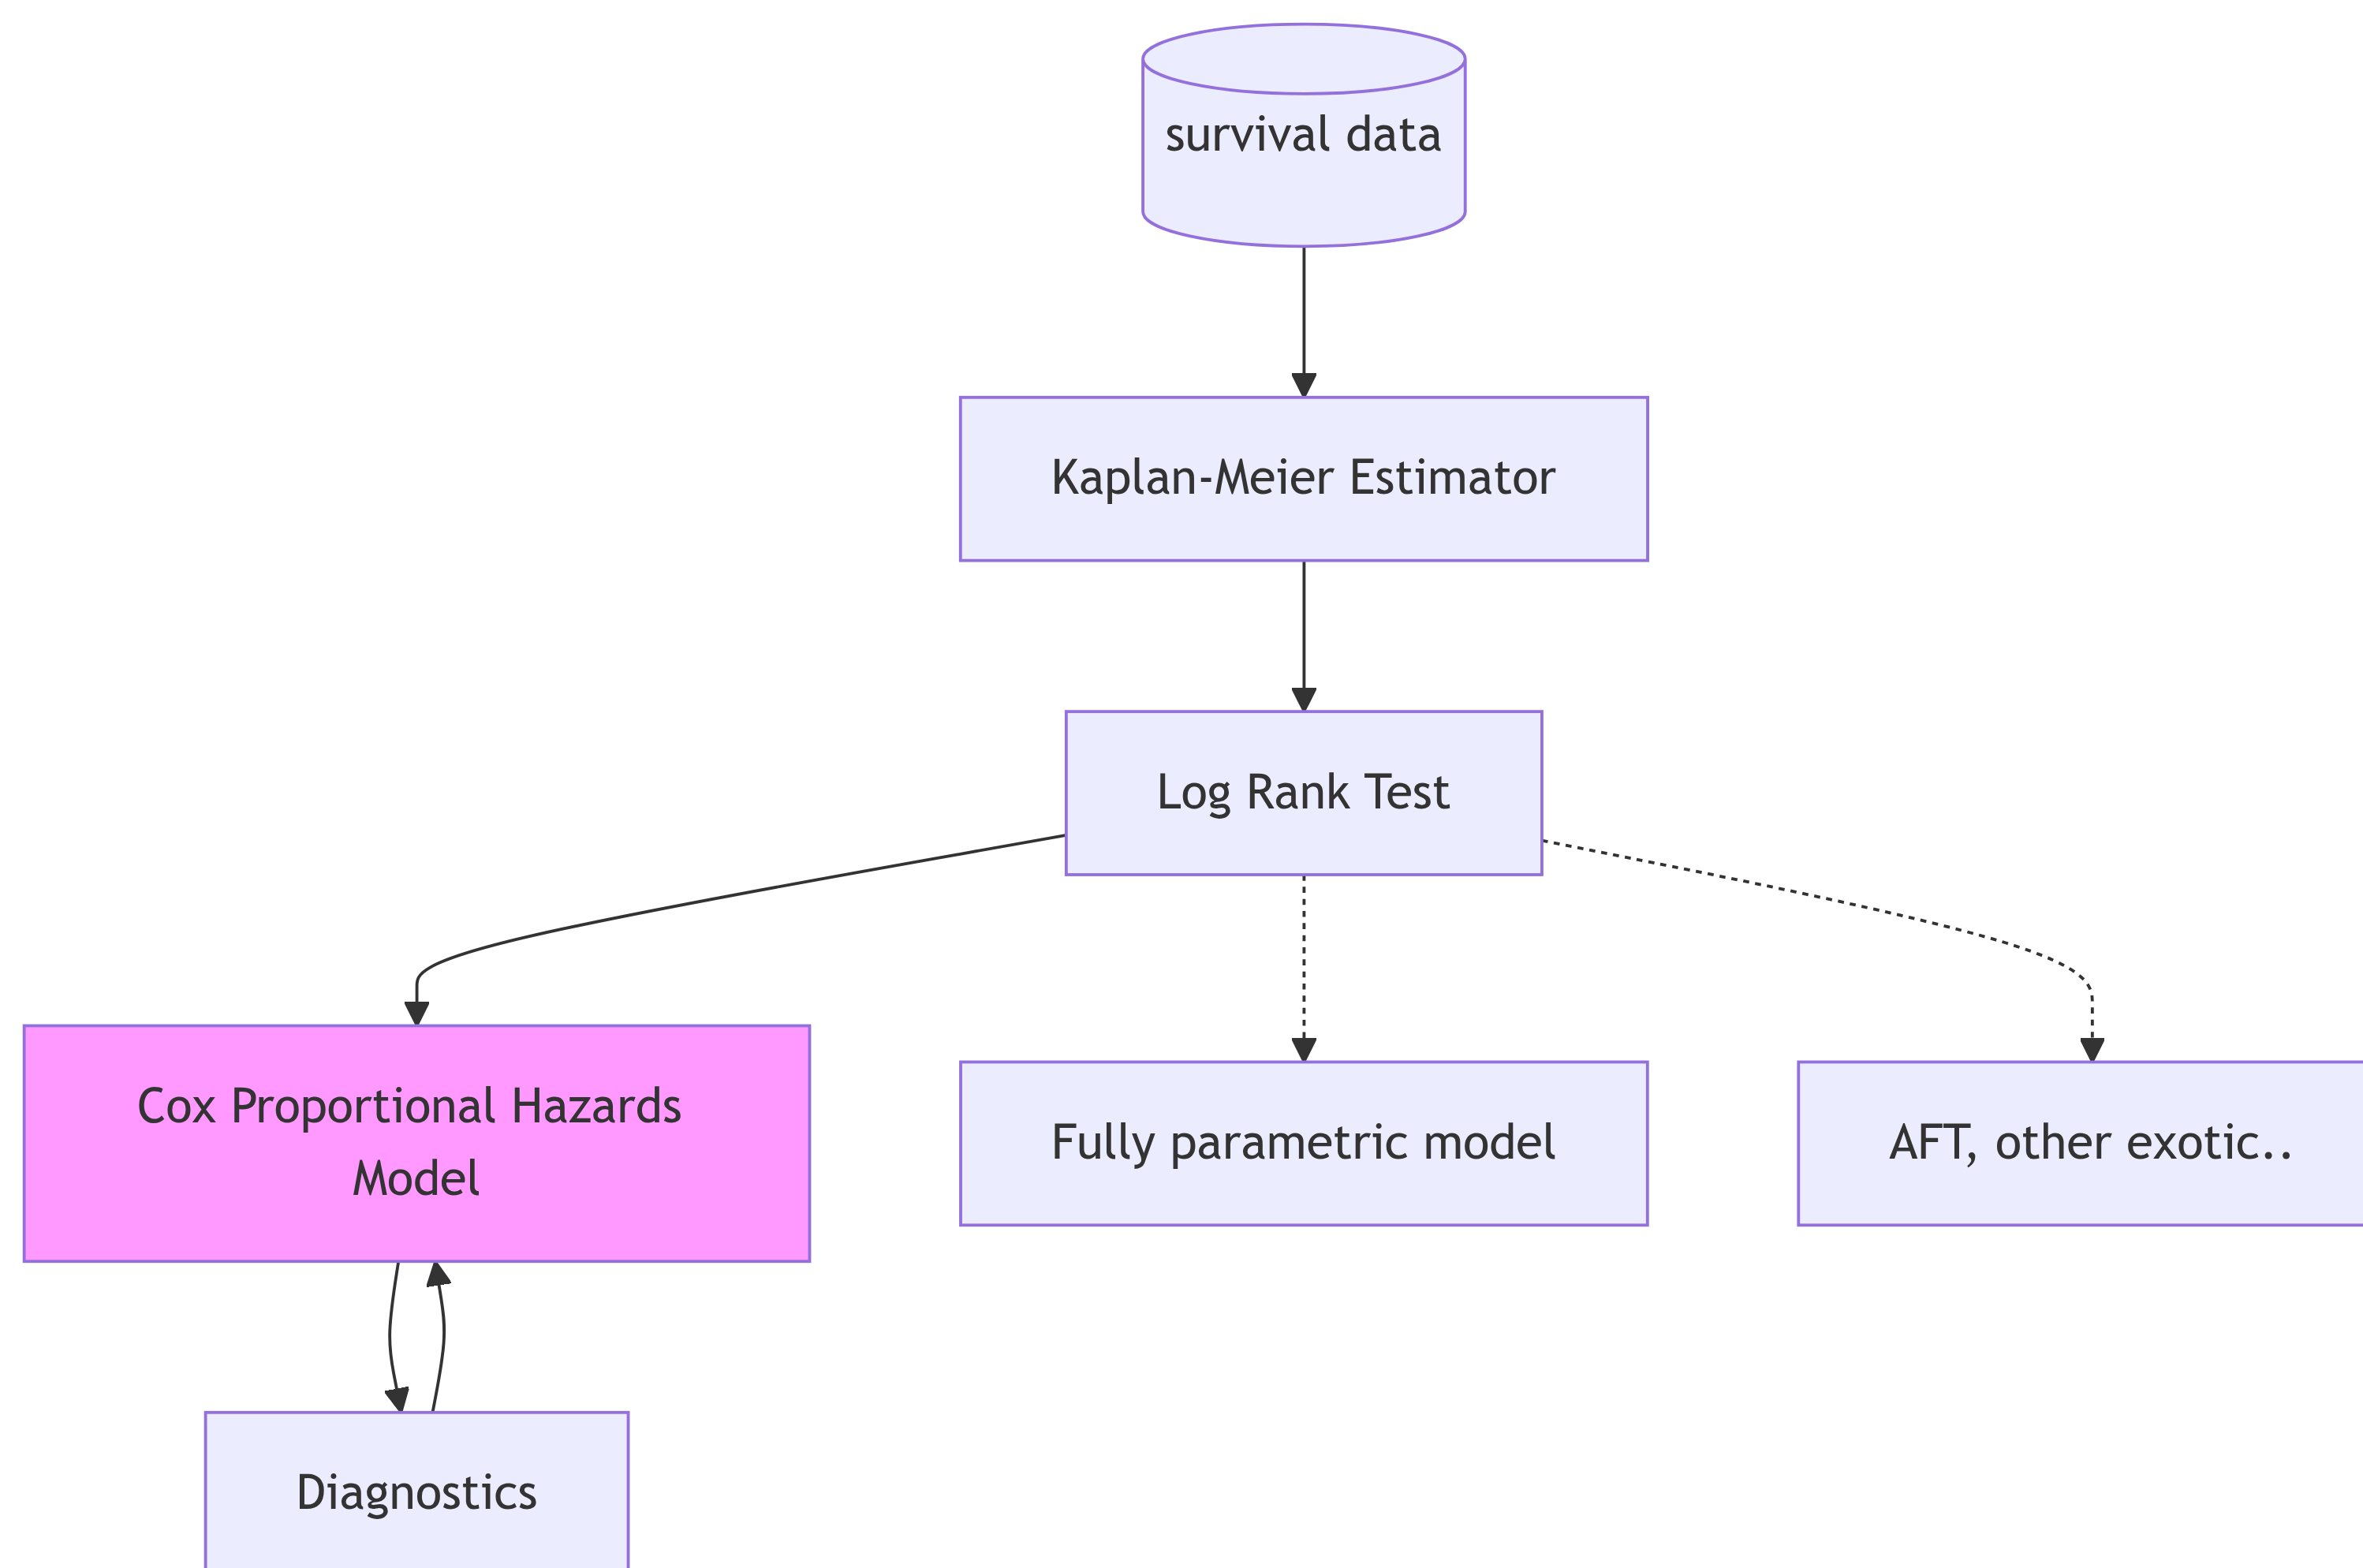 survival data
Kaplan-Meier Estimator
Log Rank Test
Cox Proportional Hazards
Model
Fully parametric model
AFT, other exotic..
Diagnostics